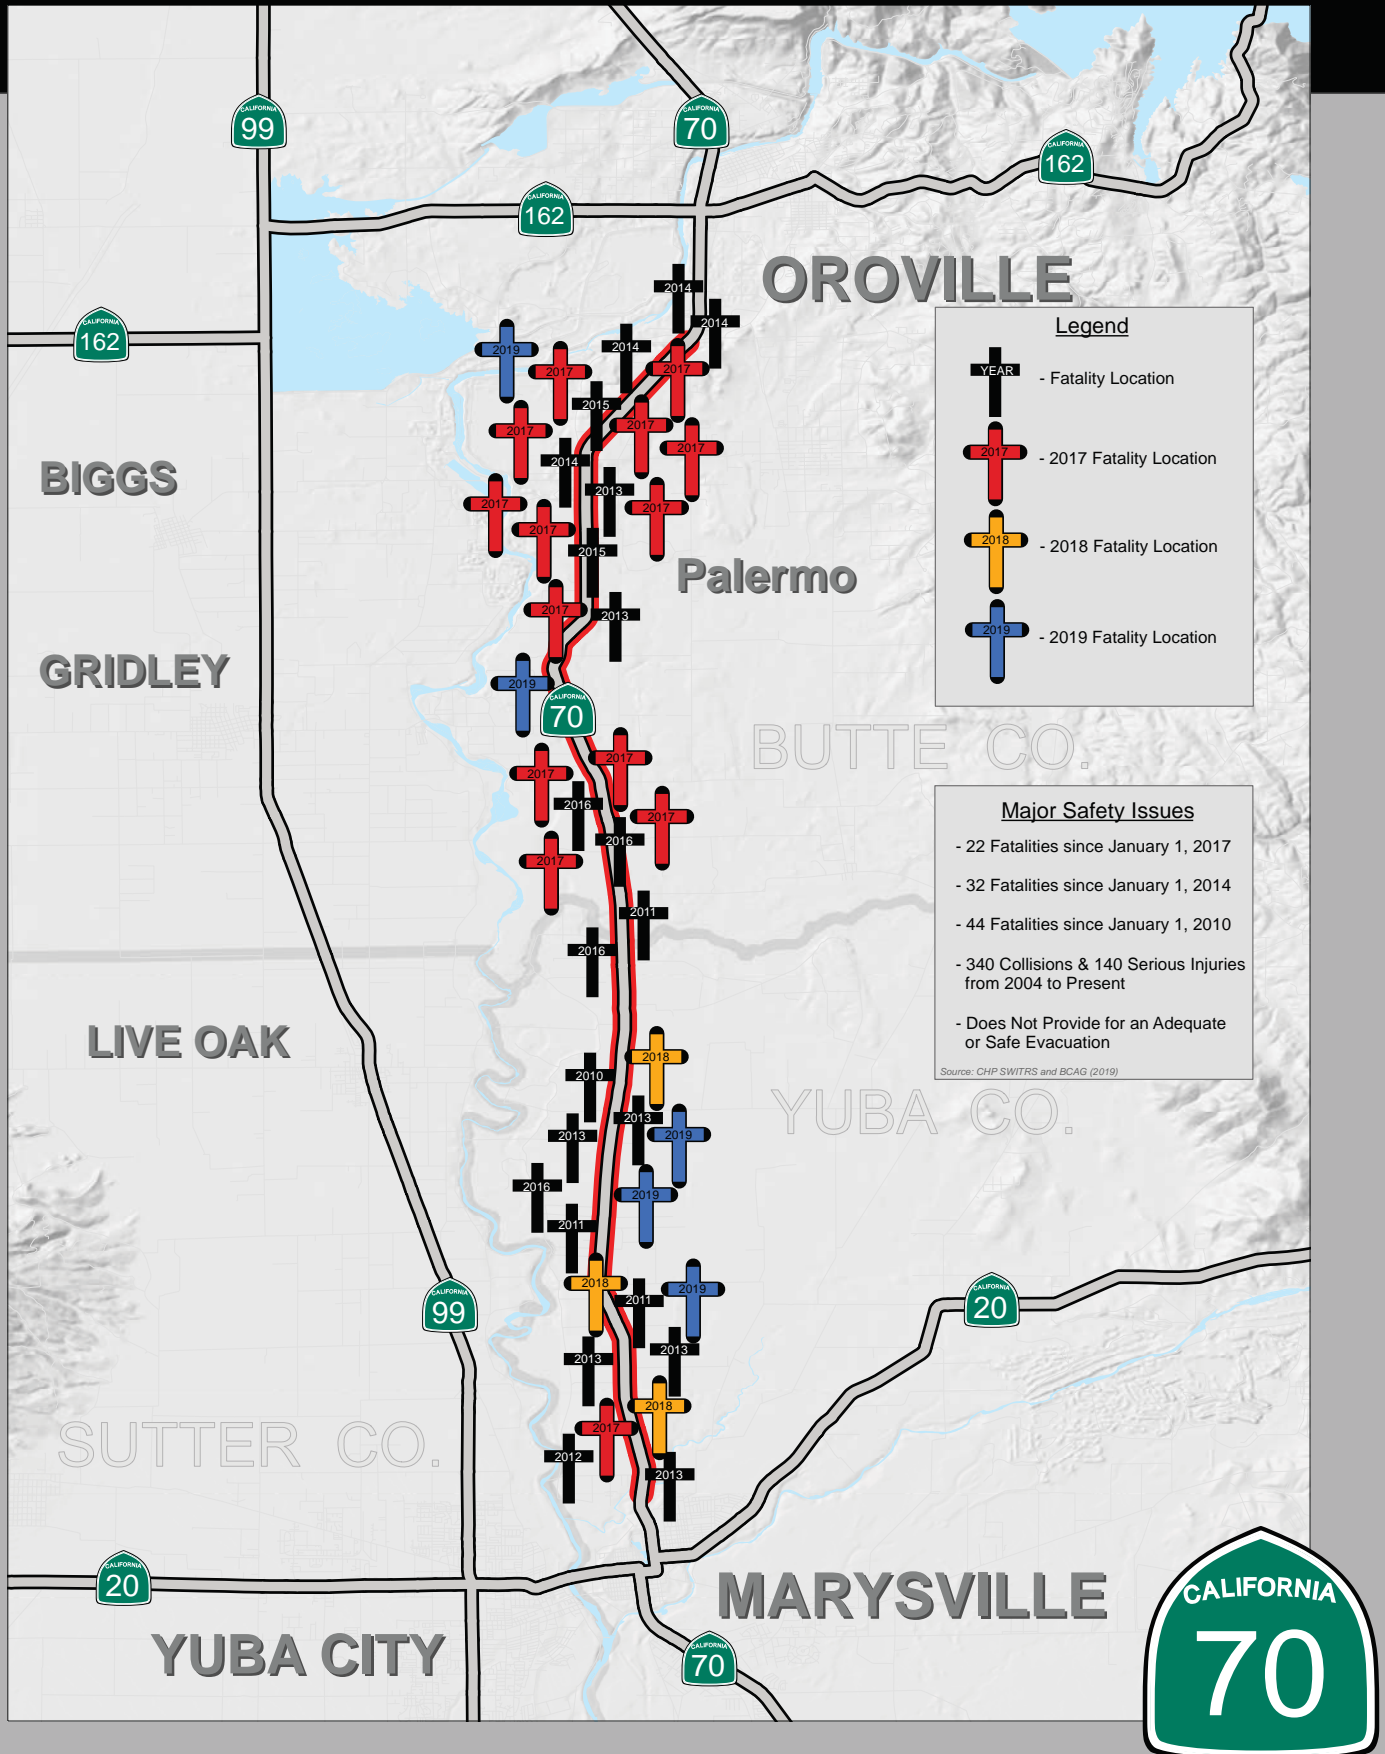 CALIFORNIA
99
CALIFORNIA
70
CALIFORNIA
162
CALIFORNIA
162
CALIFORNIA
162
OROVILLE
2014
2014
2014
2019
2017
2017
2015
2017
2017
2017
2014
2013
2017
2017
2017
2015
2017
2013
2019
CALIFORNIA
70
BIGGS
Palermo
GRIDLEY
Legend
YEAR
- Fatality Location
2017
- 2017 Fatality Location
2018
- 2018 Fatality Location
2019
- 2019 Fatality Location
BUTTE CO.
2017
2017
2016
2017
2016
2017
2011
2016
Major Safety Issues
- 22 Fatalities since January 1, 2017
- 32 Fatalities since January 1, 2014
- 44 Fatalities since January 1, 2010
- 340 Collisions & 140 Serious Injuries
from 2004 to Present
- Does Not Provide for an Adequate
or Safe Evacuation
Source: CHP SWITRS and BCAG (2019)
LIVE OAK
YUBA CO.
2018
2010
2013
2013
2019
2016
2019
2011
2018
2019
2011
2013
2013
2018
2017
2012
2013
CALIFORNIA
99
CALIFORNIA
20
SUTTER CO.
CALIFORNIA
20
MARYSVILLE
YUBA CITY
CALIFORNIA
70
CALIFORNIA
70